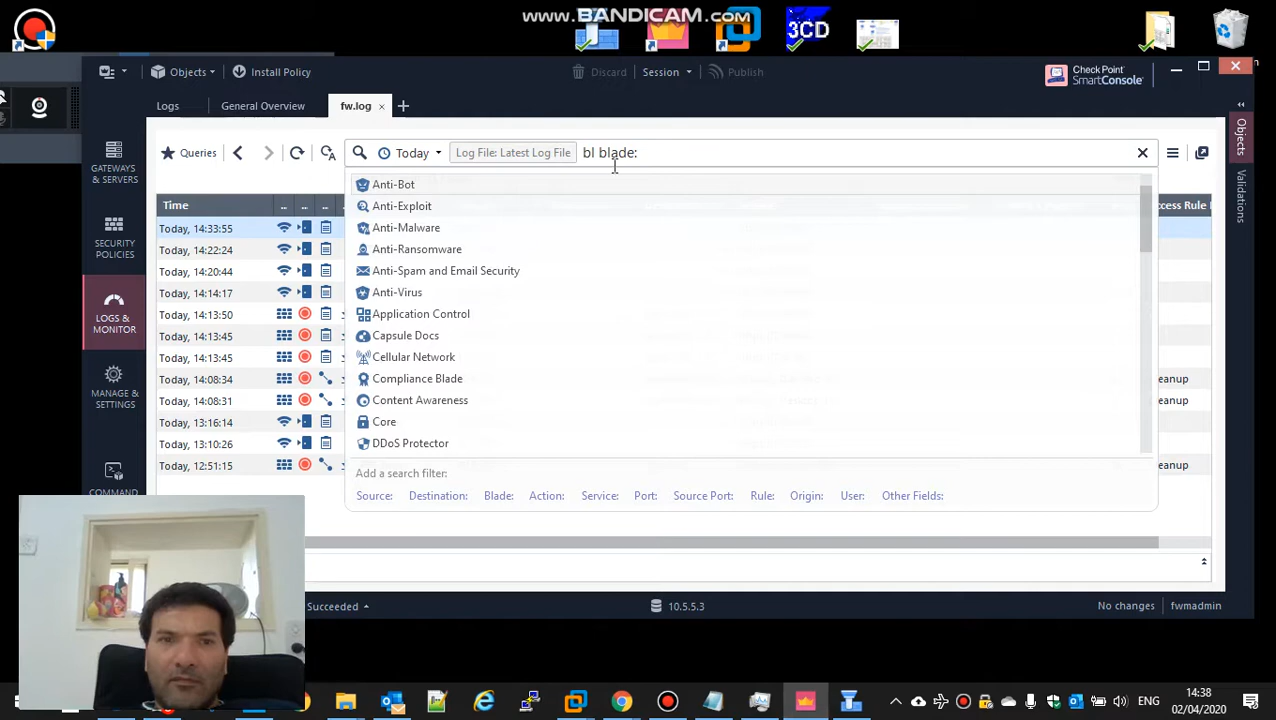 www.BANDICAM.com
3CD
Objects
Install Policy
Discard
Session
Publish
Check Point
SmartConsole
Logs
General Overview
fw.log
Queries
Today
Log File: Latest Log File
bl blade:
GATEWAYS
& SERVERS
SECURITY
POLICIES
LOGS &
MONITOR
MANAGE &
SETTINGS
COMMAND
Objects
Validations
Time
ccess Rule
Today, 14:33:55
Today, 14:22:24
Today, 14:20:44
Today, 14:14:17
Today, 14:13:50
Today, 14:13:45
Today, 14:13:45
Today, 14:08:34
Today, 14:08:31
Today, 13:16:14
Today, 13:10:26
Today, 12:51:15
Anti-Bot
Anti-Exploit
Anti-Malware
Anti-Ransomware
Anti-Spam and Email Security
Anti-Virus
Application Control
Capsule Docs
Cellular Network
Compliance Blade
Content Awareness
Core
DDoS Protector
leanup
leanup
leanup
Add a search filter:
Source: Destination: Blade: Action: Service: Port: Source Port: Rule: Origin: User: Other Fields:
Succeeded
10.5.5.3
No changes
fwmadmin
ENG
14:38
02/04/2020